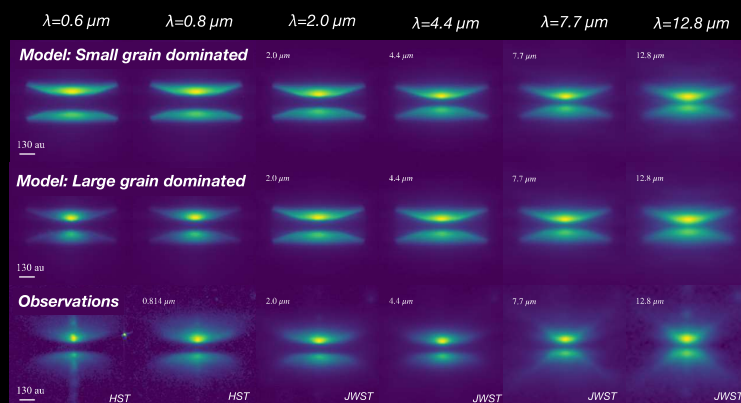 λ=0.6 μm λ=0.8 μm λ=2.0 μm λ=4.4 μm λ=7.7 μm λ=12.8 μm
Model: Small grain dominated
2.0 μm 4.4 μm 7.7 μm 12.8 μm
130 au
Model: Large grain dominated
2.0 μm 4.4 μm 7.7 μm 12.8 μm
130 au
Observations
0.814 μm 2.0 μm 4.4 μm 7.7 μm 12.8 μm
130 au
HST HST JWST JWST JWST JWST